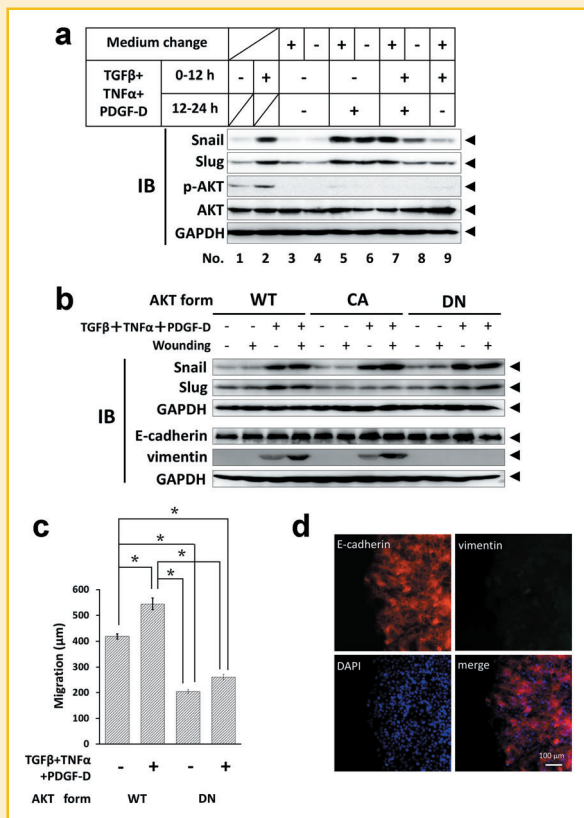 a
Medium change + - + - + - +
TGFβ+ TNFα+ PDGF-D 0-12 h - + - - + +
12-24 h - + + -
Snail
Slug
IB p-AKT
AKT
GAPDH
No. 1 2 3 4 5 6 7 8 9
b
AKT form WT CA DN
TGFβ+TNFα+PDGF-D - - + + - - + + - - + +
Wounding - + - + - + - + - + - +
Snail
Slug
GAPDH
IB
E-cadherin
vimentin
GAPDH
c
* * * * *
Migration (μm)
600
500
400
300
200
100
0
TGFβ+TNFα +PDGF-D - + - +
AKT form WT DN
d
E-cadherin vimentin
DAPI merge
100 μm